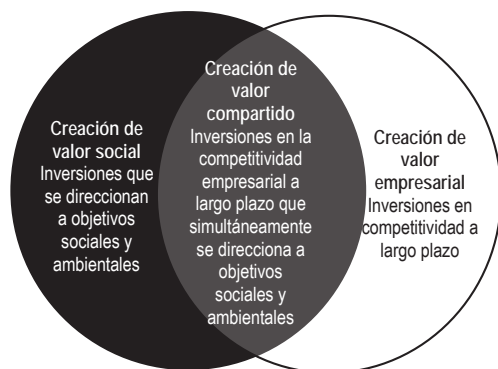 Creación de
valor social
Inversiones que
se direccionan
a objetivos
sociales y
ambientales
Creación de
valor
compartido
Inversiones en la
competitividad
empresarial a
largo plazo que
simultáneamente
se direcciona a
objetivos
sociales y
ambientales
Creación de
valor
empresarial
Inversiones en
competitividad a
largo plazo